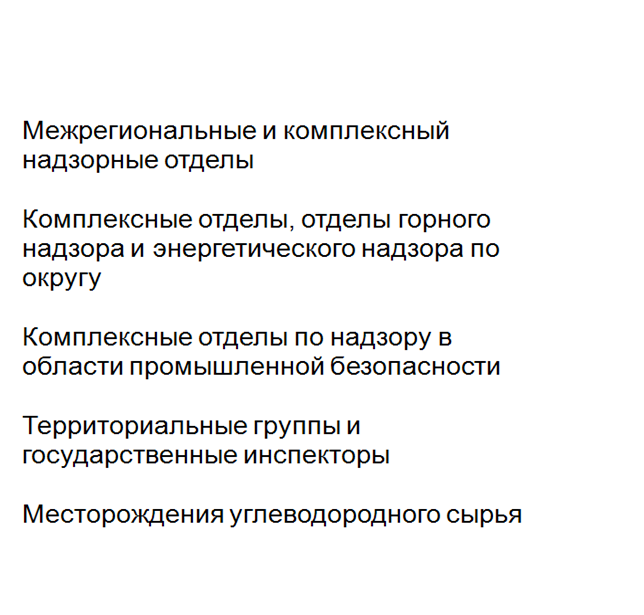 Межрегиональные и комплексный
надзорные отделы
Комплексные отделы, отделы горного
надзора и энергетического надзора по
округу
Комплексные отделы по надзору в
области промышленной безопасности
Территориальные группы и
государственные инспекторы
Месторождения углеводородного сырья